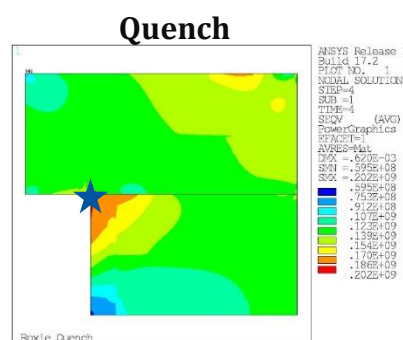 Quench
1
ANSYS Release
Build 17.2
PLOT NO. 1
NODAL SOLUTION
STEP=4
SUB =1
TIME=4
SEQV (AVG)
PowerGraphics
EFACET=1
AVRES=Mat
DMX =.620E-03
SMN =.595E+08
SMX =.202E+09
.595E+08
.753E+08
.912E+08
.107E+09
.123E+09
.139E+09
.154E+09
.170E+09
.186E+09
.202E+09
MX
Roxie Quench